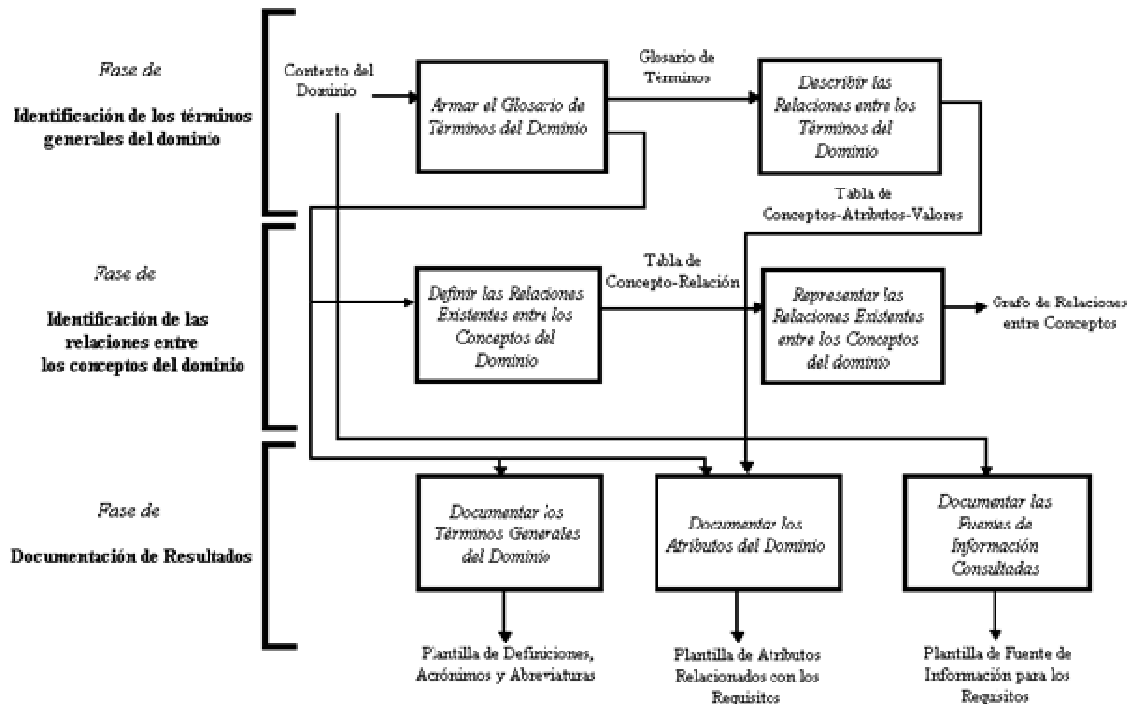 Fase de
Identificación de los términos
generales del dominio
Contexto del
Dominio
Armar el Glosario de
Términos del Dominio
Glosario de
Términos
Describir las
Relaciones entre los
Términos del
Dominio
Tabla de
Conceptos-Atributos-Valores
Fase de
Identificación de las
relaciones entre
los conceptos del dominio
Definir las Relaciones
Existentes entre los
Conceptos del
Dominio
Tabla de
Concepto-Relación
Representar las
Relaciones Existentes
entre los Conceptos
del dominio
Grafo de Relaciones
entre Conceptos
Fase de
Documentación de Resultados
Documentar los
Términos Generales
del Dominio
Documentar los
Atributos del Dominio
Documentar las
Fuentes de
Información
Consultadas
Plantilla de Definiciones,
Acrónimos y Abreviaturas
Plantilla de Atributos
Relacionados con los
Requisitos
Plantilla de Fuente de
Información para los
Requisitos